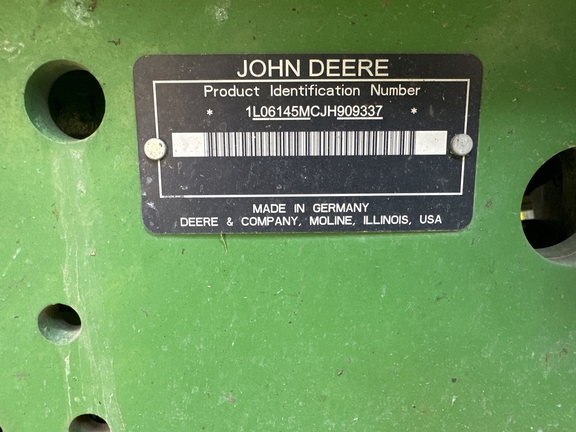 JOHN DEERE
Product Identification Number
* 1L06145MCJH909337 *
MADE IN GERMANY
DEERE & COMPANY, MOLINE, ILLINOIS, USA